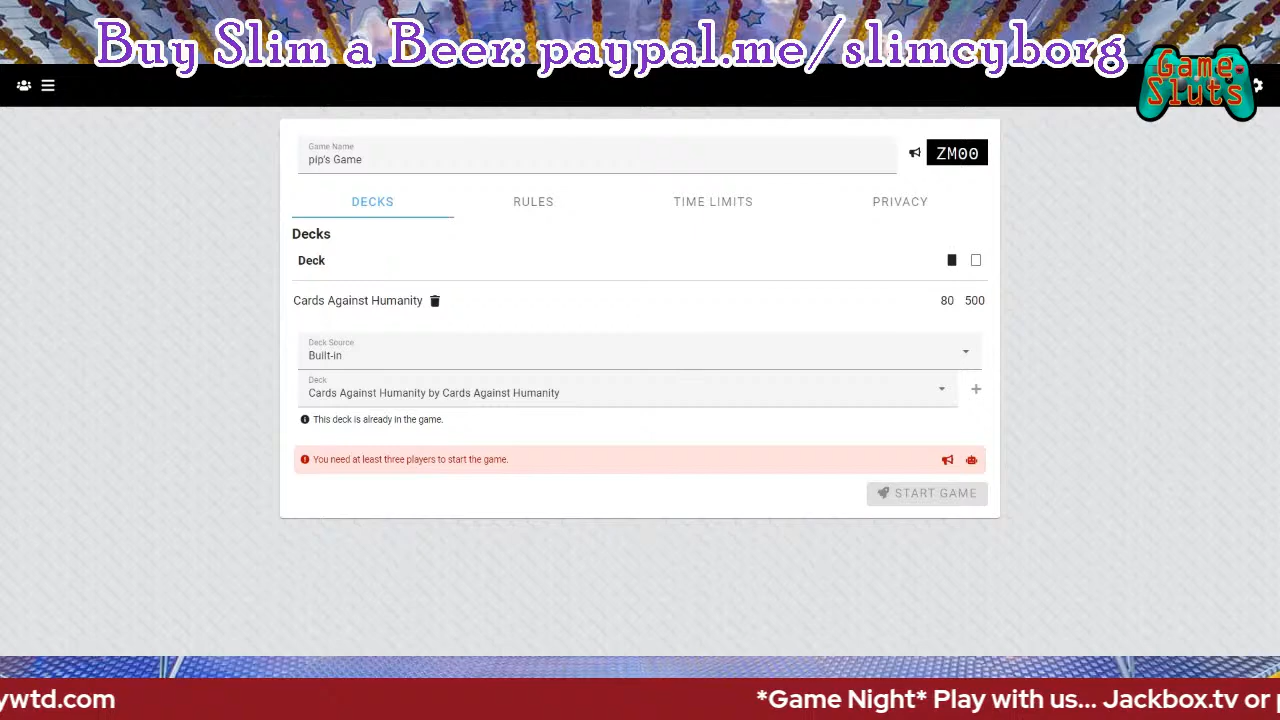 Buy Slim a Beer: paypal.me/slimcyborg
Game-
Sluts
Game Name
pip's Game
ZM00
DECKS
RULES
TIME LIMITS
PRIVACY
Decks
Deck
Cards Against Humanity
80
500
Deck Source
Built-in
Deck
Cards Against Humanity by Cards Against Humanity
This deck is already in the game.
You need at least three players to start the game.
START GAME
ywtd.com
*Game Night* Play with us... Jackbox.tv or p